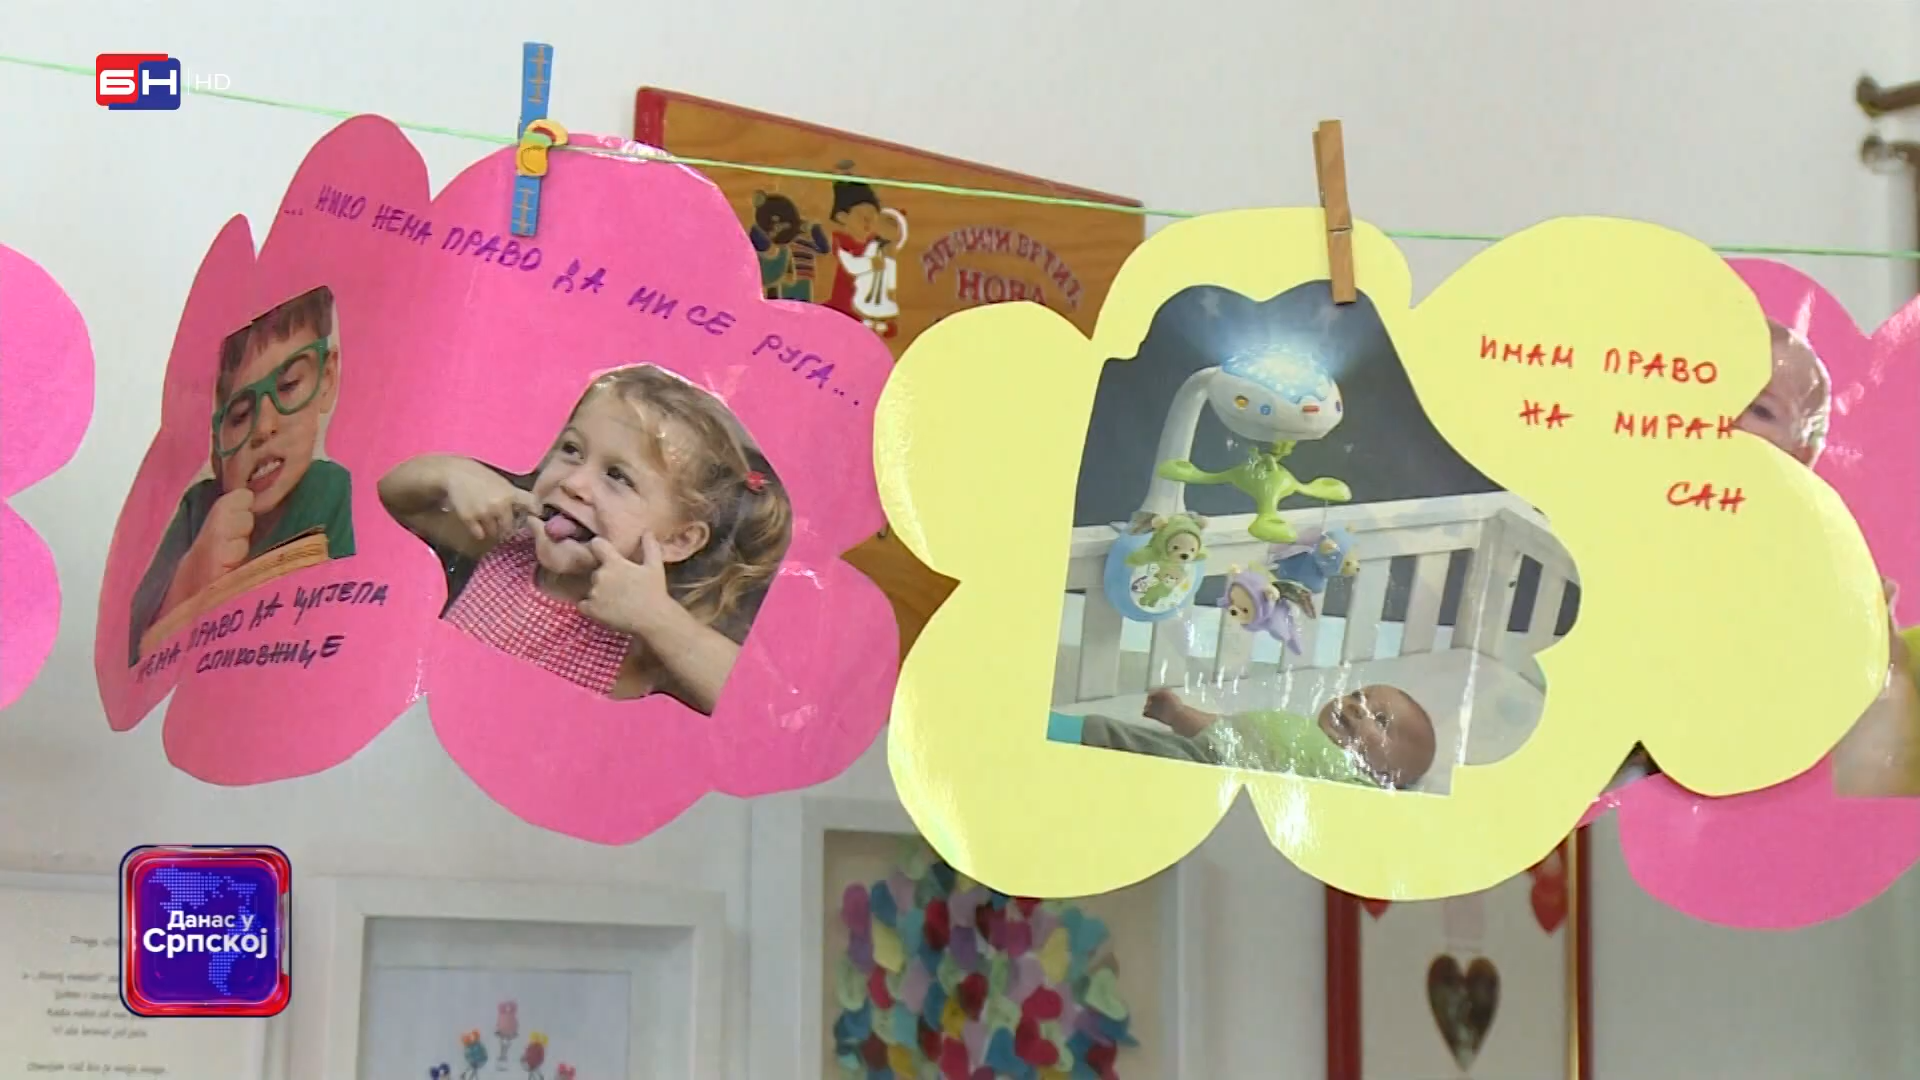 БН HD
... НИКО НЕМА ПРАВО ДА МИ СЕ РУГА...
НЕМА ПРАВО ДА ЦИЈЕПА
СЛИКОВНИЦЕ
ДЈЕЧИЈИ ВРТИЋ
НОВА
ИМАМ ПРАВО
НА МИРАН
САН
Данас у
Српској